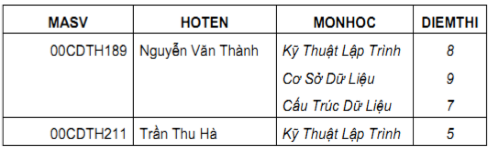 MASV HOTEN MONHOC DIEMTHI
00CDTH189 Nguyễn Văn Thành Kỹ Thuật Lập Trình 8
Cơ Sở Dữ Liệu 9
Cấu Trúc Dữ Liệu 7
00CDTH211 Trần Thu Hà Kỹ Thuật Lập Trình 5